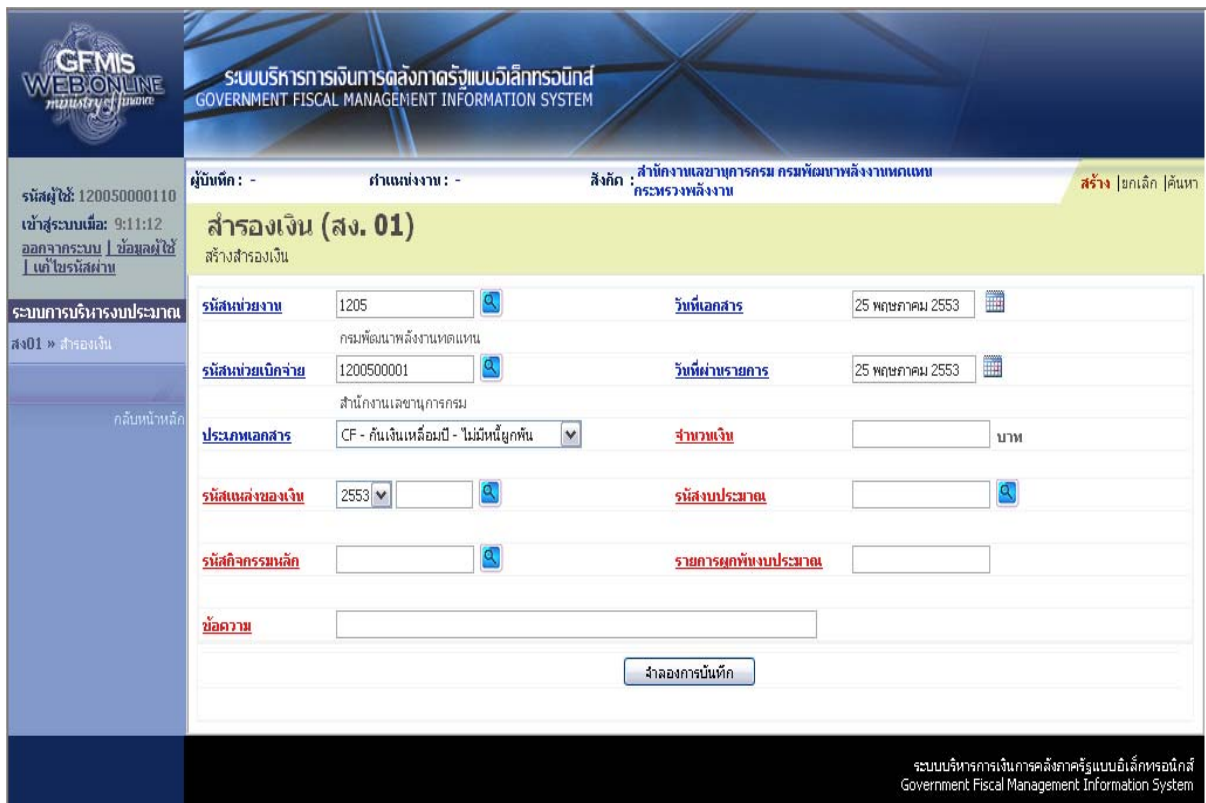 GFMIS
WEB ONLINE
ministry of finance
ระบบบริหารการเงินการคลังภาครัฐแบบอิเล็กทรอนิกส์
GOVERNMENT FISCAL MANAGEMENT INFORMATION SYSTEM
รหัสผู้ใช้: 120050000110
เข้าสู่ระบบเมื่อ: 9:11:12
ออกจากระบบ | ข้อมูลผู้ใช้
| แก้ไขรหัสผ่าน
ระบบการบริหารงบประมาณ
สง01 » สำรองเงิน
กลับหน้าหลัก
ผู้บันทึก : - ตำแหน่งงาน : - สังกัด : สำนักงานเลขานุการกรม กรมพัฒนาพลังงานทดแทน
กระทรวงพลังงาน
สร้าง |ยกเลิก |ค้นหา
สำรองเงิน (สง. 01)
สร้างสำรองเงิน
รหัสหน่วยงาน 1205 วันที่เอกสาร 25 พฤษภาคม 2553
กรมพัฒนาพลังงานทดแทน
รหัสหน่วยเบิกจ่าย 1200500001 วันที่ผ่านรายการ 25 พฤษภาคม 2553
สำนักงานเลขานุการกรม
ประเภทเอกสาร CF - กันเงินเหลื่อมปี - ไม่มีหนี้ผูกพัน จำนวนเงิน บาท
รหัสแหล่งของเงิน 2553 รหัสงบประมาณ
รหัสกิจกรรมหลัก รายการผูกพันงบประมาณ
ข้อความ
จำลองการบันทึก
ระบบบริหารการเงินการคลังภาครัฐแบบอิเล็กทรอนิกส์
Government Fiscal Management Information System